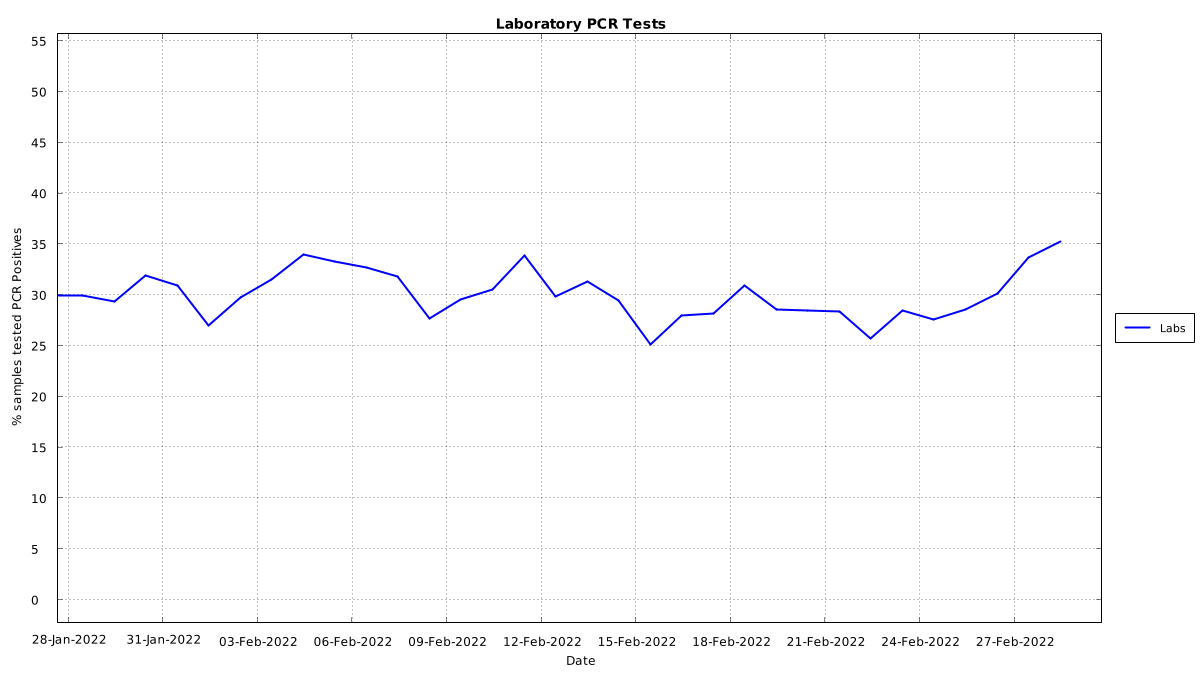 Laboratory PCR Tests
55
50
45
40
35
30
25
20
15
10
5
0
% samples tested PCR Positives
28-Jan-2022 31-Jan-2022 03-Feb-2022 06-Feb-2022 09-Feb-2022 12-Feb-2022 15-Feb-2022 18-Feb-2022 21-Feb-2022 24-Feb-2022 27-Feb-2022
Date
Labs